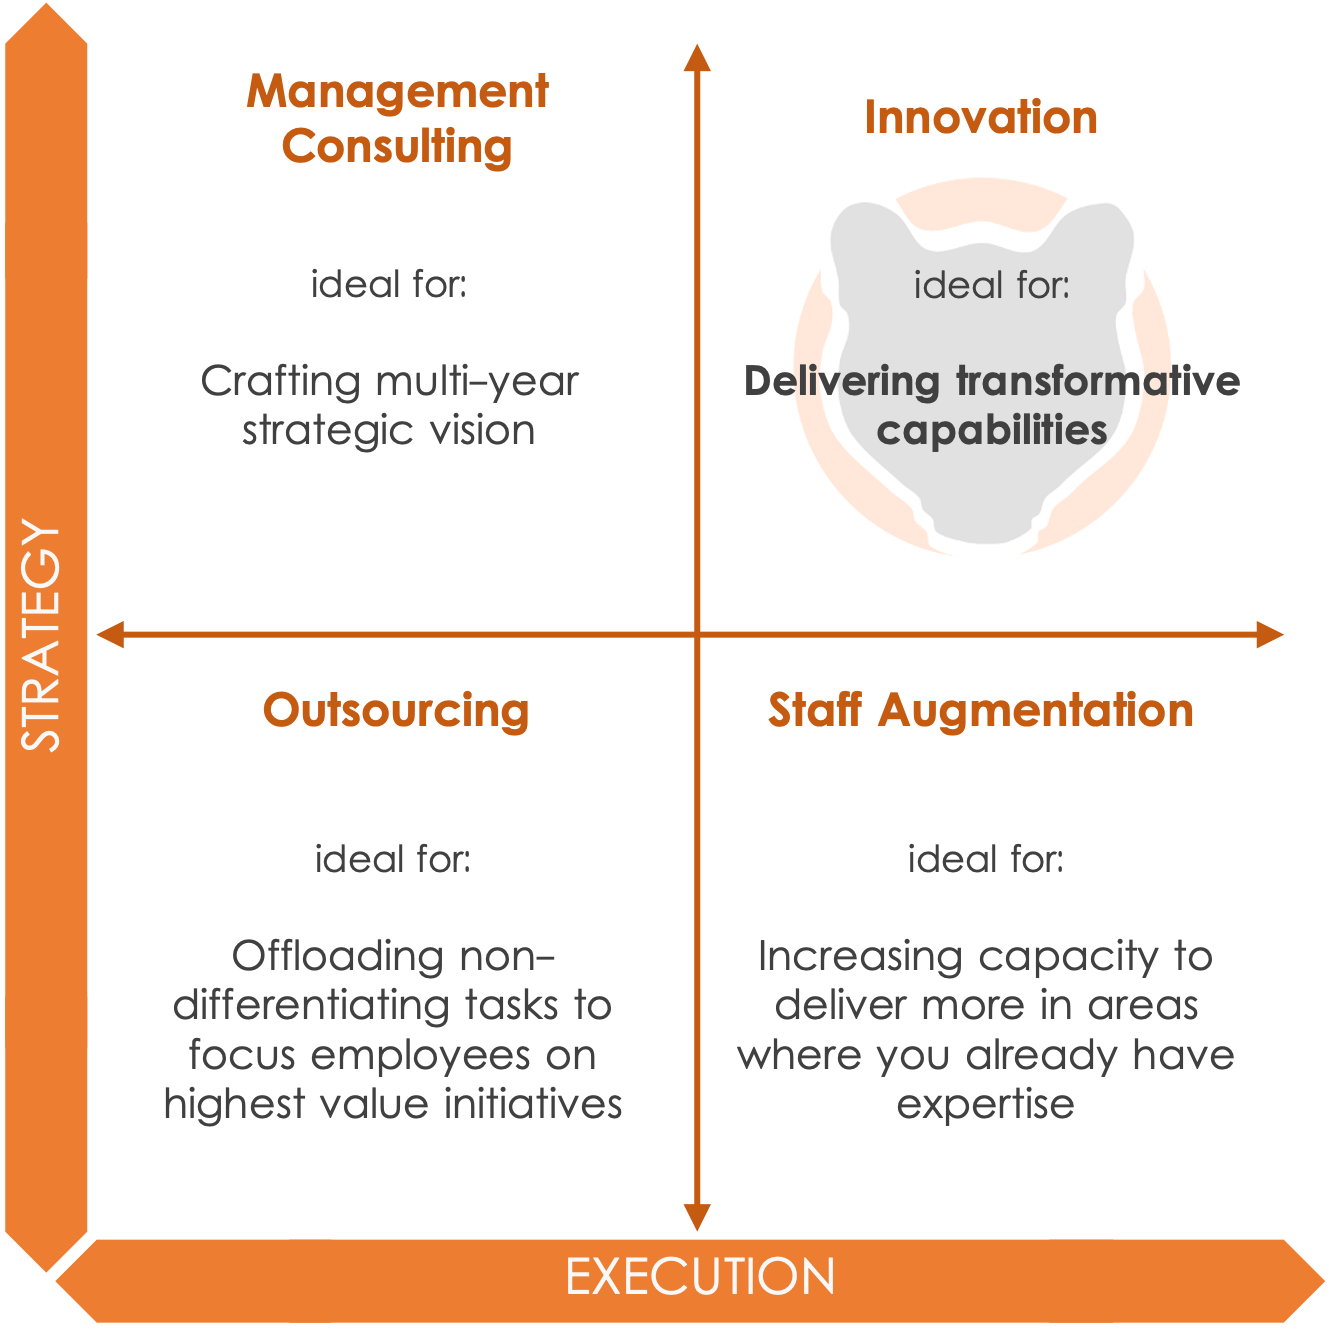 Management
Consulting
ideal for:
Crafting multi–year
strategic vision
Innovation
ideal for:
Delivering transformative
capabilities
STRATEGY
Outsourcing
ideal for:
Offloading non–
differentiating tasks to
focus employees on
highest value initiatives
Staff Augmentation
ideal for:
Increasing capacity to
deliver more in areas
where you already have
expertise
EXECUTION